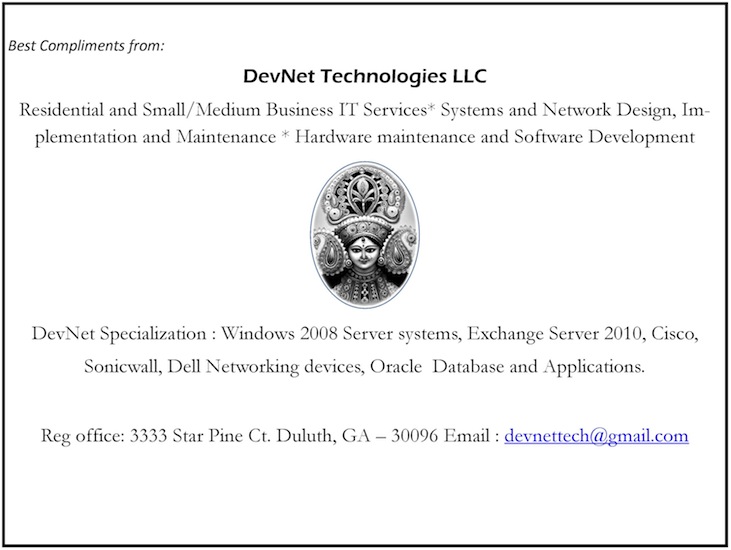 Best Compliments from:
DevNet Technologies LLC
Residential and Small/Medium Business IT Services* Systems and Network Design, Im-
plementation and Maintenance * Hardware maintenance and Software Development
DevNet Specialization : Windows 2008 Server systems, Exchange Server 2010, Cisco,
Sonicwall, Dell Networking devices, Oracle  Database and Applications.
Reg office: 3333 Star Pine Ct. Duluth, GA – 30096 Email : devnettech@gmail.com